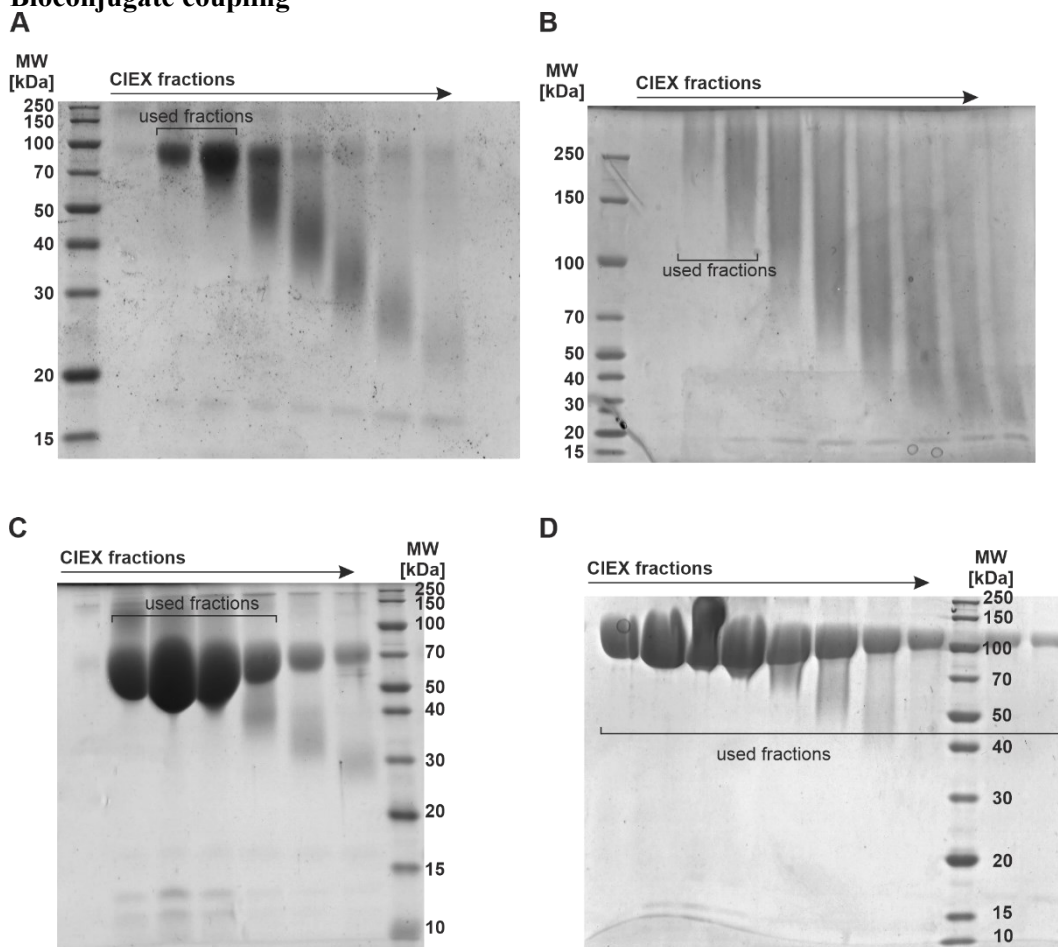 Bioconjugate coupling
A
MW
[kDa]
CIEX fractions
used fractions
250
150
100
70
50
40
30
20
15
B
MW
[kDa]
CIEX fractions
250
150
100
used fractions
70
50
40
30
20
15
C
CIEX fractions
MW
[kDa]
used fractions
250
150
100
70
50
40
30
20
15
10
D
CIEX fractions
MW
[kDa]
250
150
100
70
50
used fractions
40
30
20
15
10